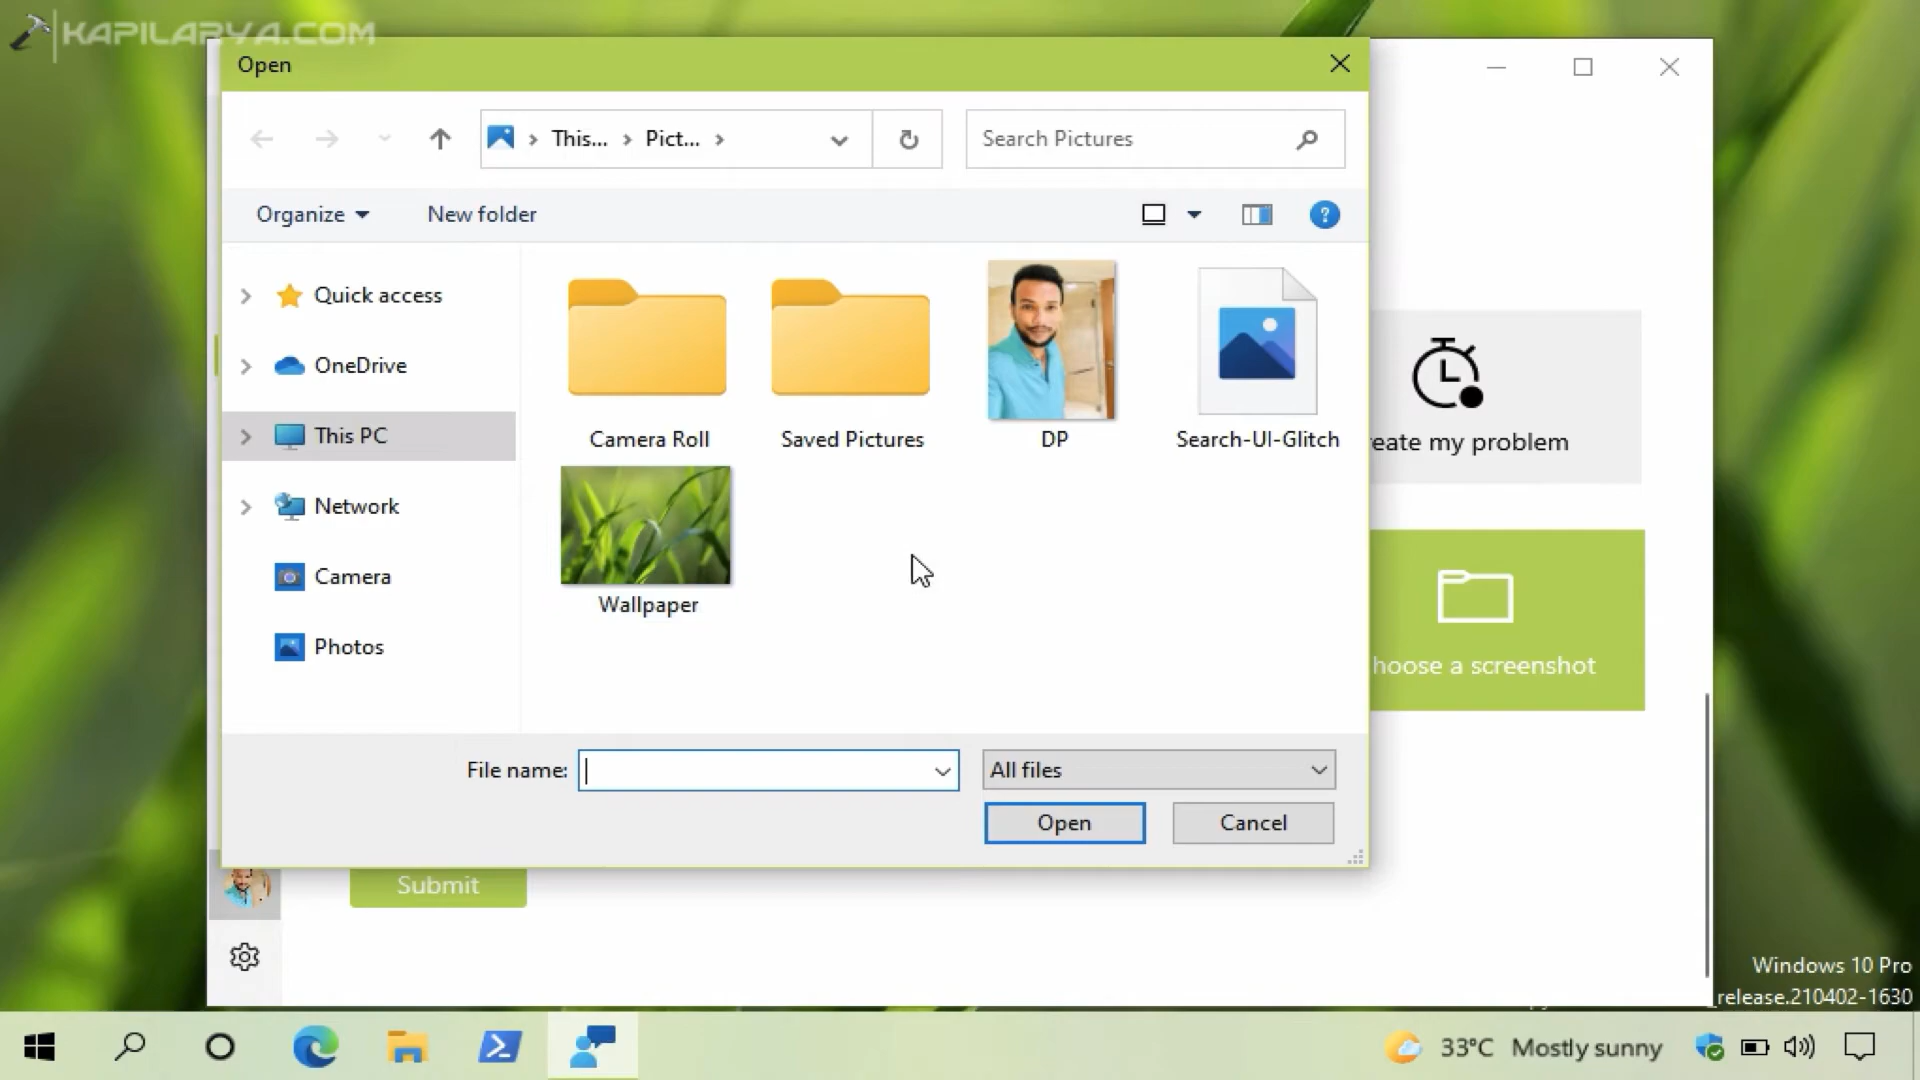 KAPILARYA.COM
Open
This... Pict...
Search Pictures
Organize
New folder
?
Quick access
OneDrive
This PC
Network
Camera
Photos
Camera Roll
Saved Pictures
DP
Search-UI-Glitch
Wallpaper
eate my problem
hoose a screenshot
File name:
All files
Open
Cancel
Submit
Windows 10 Pro
_release.210402-1630
33°C Mostly sunny